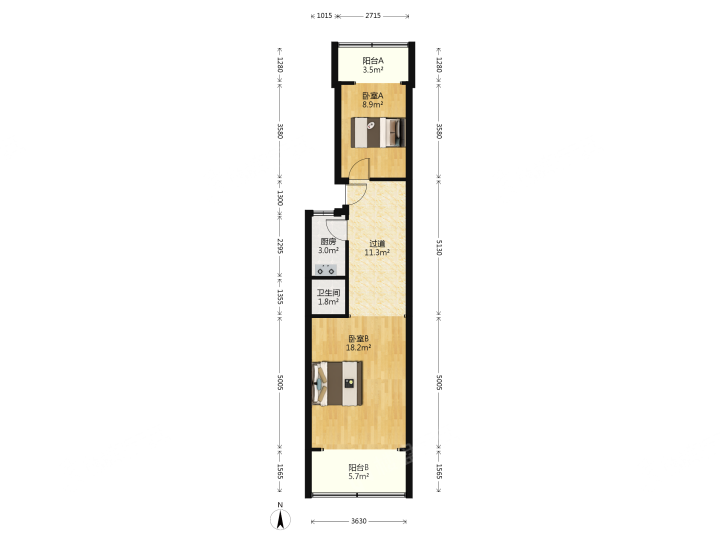 1015
2715
1280
阳台A
3.5m²
1280
3580
卧室A
8.9m²
3580
1300
2295
厨房
3.0m²
过道
11.3m²
5130
1355
卫生间
1.8m²
5005
卧室B
18.2m²
5005
1565
阳台B
5.7m²
1565
N
3630